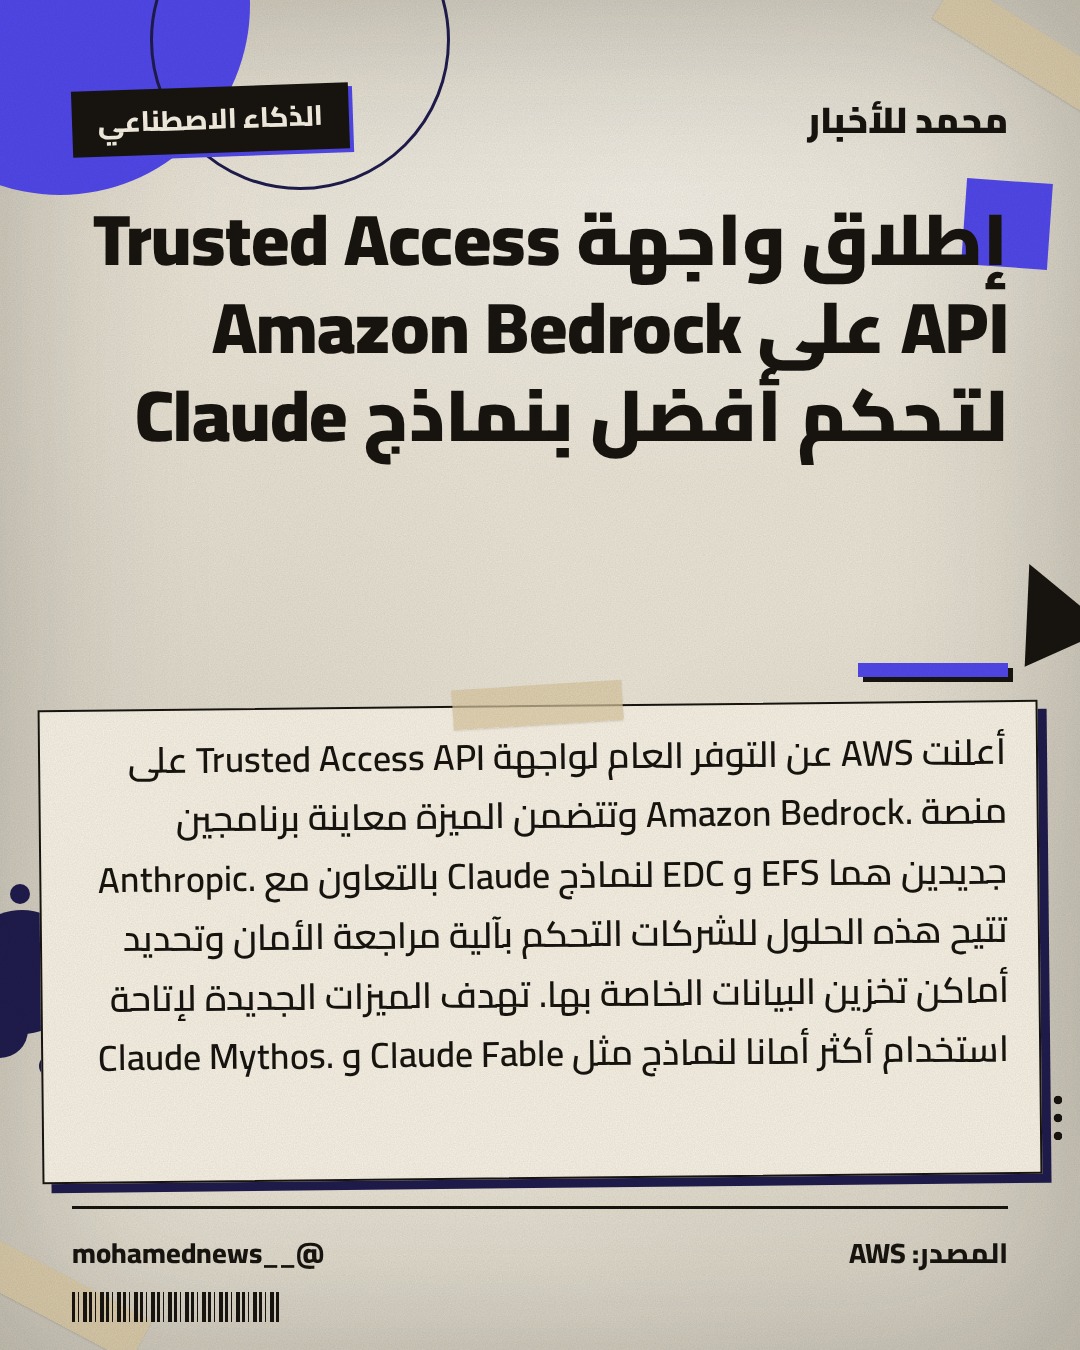 محمد للأخبار
الذكاء الاصطناعي
إطلاق واجهة Trusted Access
API على Amazon Bedrock
لتحكم أفضل بنماذج Claude
أعلنت AWS عن التوفر العام لواجهة Trusted Access API على
منصة Amazon Bedrock. وتتضمن الميزة معاينة برنامجين
جديدين هما EFS و EDC لنماذج Claude بالتعاون مع Anthropic.
تتيح هذه الحلول للشركات التحكم بآلية مراجعة الأمان وتحديد
أماكن تخزين البيانات الخاصة بها. تهدف الميزات الجديدة لإتاحة
استخدام أكثر أمانا لنماذج مثل Claude Fable و Claude Mythos.
المصدر: AWS
mohamednews__@